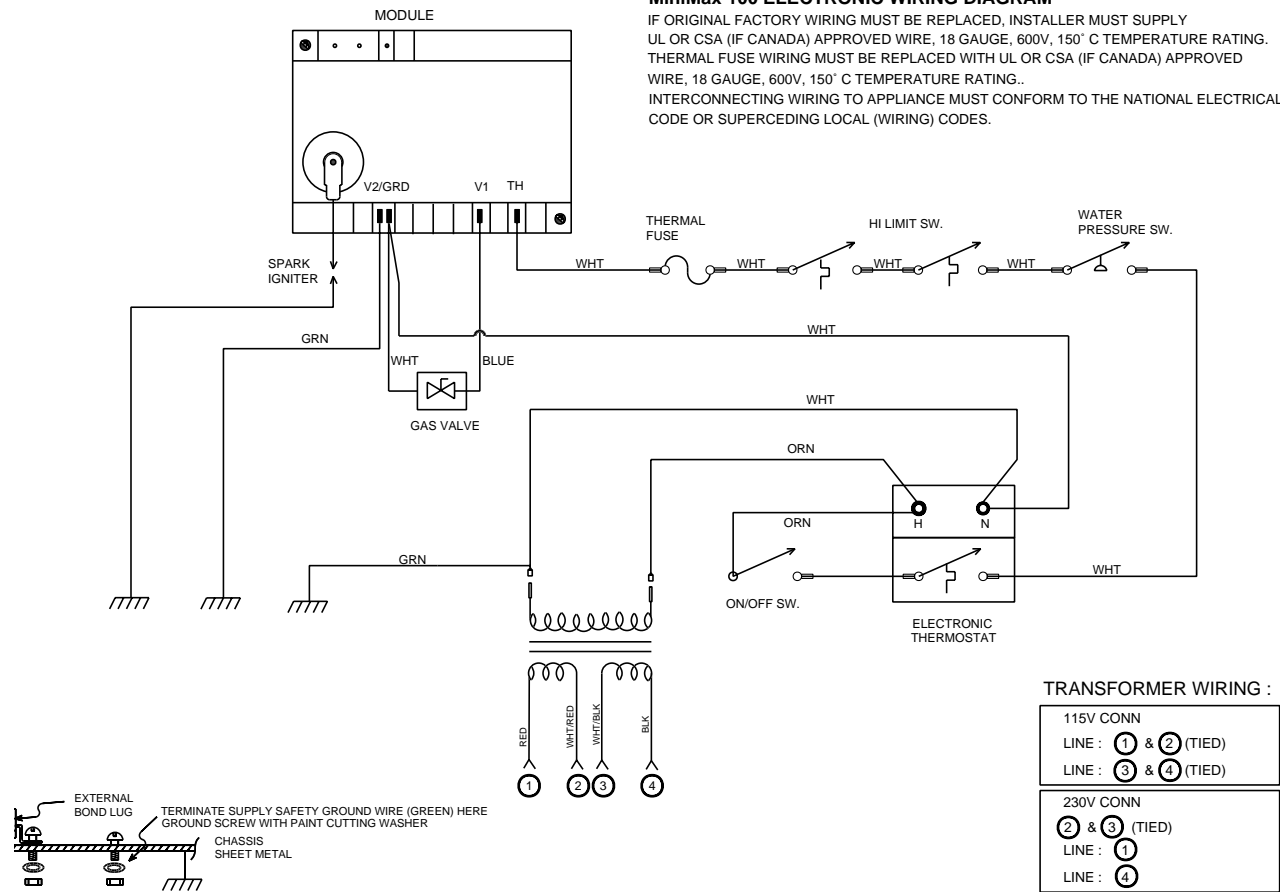 MiniMax 100 ELECTRONIC WIRING DIAGRAM
IF ORIGINAL FACTORY WIRING MUST BE REPLACED, INSTALLER MUST SUPPLY
UL OR CSA (IF CANADA) APPROVED WIRE, 18 GAUGE, 600V, 150° C TEMPERATURE RATING.
THERMAL FUSE WIRING MUST BE REPLACED WITH UL OR CSA (IF CANADA) APPROVED
WIRE, 18 GAUGE, 600V, 150° C TEMPERATURE RATING..
INTERCONNECTING WIRING TO APPLIANCE MUST CONFORM TO THE NATIONAL ELECTRICAL
CODE OR SUPERCEDING LOCAL (WIRING) CODES.
MODULE
V2/GRD
V1
TH
SPARK
IGNITER
THERMAL
FUSE
HI LIMIT SW.
WATER
PRESSURE SW.
WHT
WHT
WHT
WHT
GRN
WHT
BLUE
WHT
GAS VALVE
WHT
ORN
ORN
H
N
GRN
WHT
ON/OFF SW.
ELECTRONIC
THERMOSTAT
RED
WHT/RED
WHT/BLK
BLK
1
2
3
4
TRANSFORMER WIRING :
115V CONN
LINE : 1 & 2 (TIED)
LINE : 3 & 4 (TIED)
230V CONN
2 & 3 (TIED)
LINE : 1
LINE : 4
EXTERNAL
BOND LUG
TERMINATE SUPPLY SAFETY GROUND WIRE (GREEN) HERE
GROUND SCREW WITH PAINT CUTTING WASHER
CHASSIS
SHEET METAL